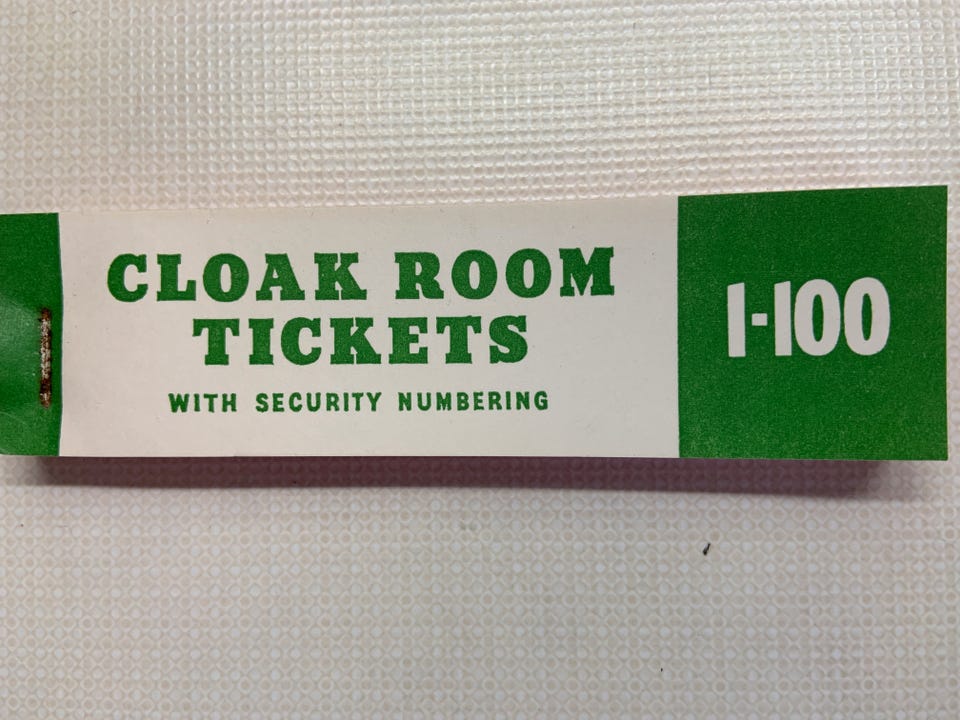 CLOAK ROOM
TICKETS
WITH SECURITY NUMBERING
1-100